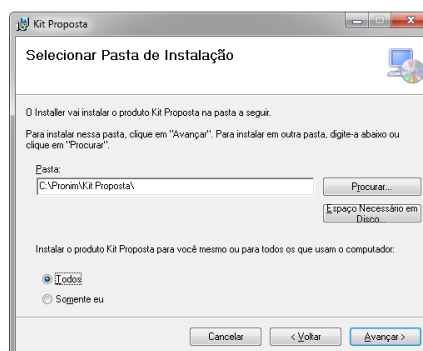 Kit Proposta
Selecionar Pasta de Instalação
O Installer vai instalar o produto Kit Proposta na pasta a seguir.
Para instalar nessa pasta, clique em "Avançar". Para instalar em outra pasta, digite-a abaixo ou
clique em "Procurar".
Pasta:
C:\Pronim\Kit Proposta\
Procurar...
Espaço Necessário em
Disco...
Instalar o produto Kit Proposta para você mesmo ou para todos os que usam o computador:
Todos
Somente eu
Cancelar
< Voltar
Avançar >